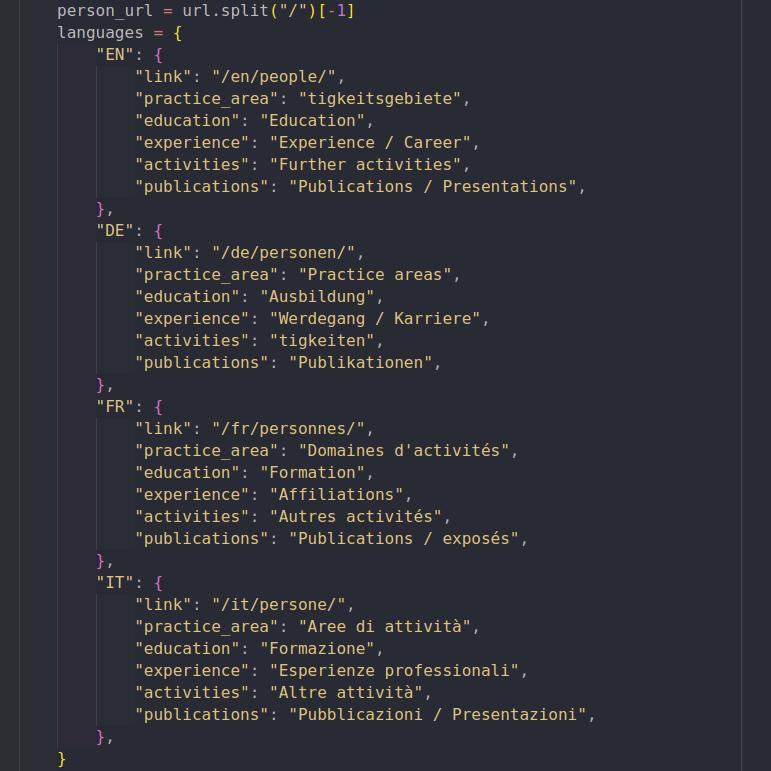 person_url = url.split("/")[-1]
languages = {
"EN": {
"link": "/en/people/",
"practice_area": "tigkeitsgebiete",
"education": "Education",
"experience": "Experience / Career",
"activities": "Further activities",
"publications": "Publications / Presentations",
},
"DE": {
"link": "/de/personen/",
"practice_area": "Practice areas",
"education": "Ausbildung",
"experience": "Werdegang / Karriere",
"activities": "tigkeiten",
"publications": "Publikationen",
},
"FR": {
"link": "/fr/personnes/",
"practice_area": "Domaines d'activités",
"education": "Formation",
"experience": "Affiliations",
"activities": "Autres activités",
"publications": "Publications / exposés",
},
"IT": {
"link": "/it/persone/",
"practice_area": "Aree di attività",
"education": "Formazione",
"experience": "Esperienze professionali",
"activities": "Altre attività",
"publications": "Pubblicazioni / Presentazioni",
},
}